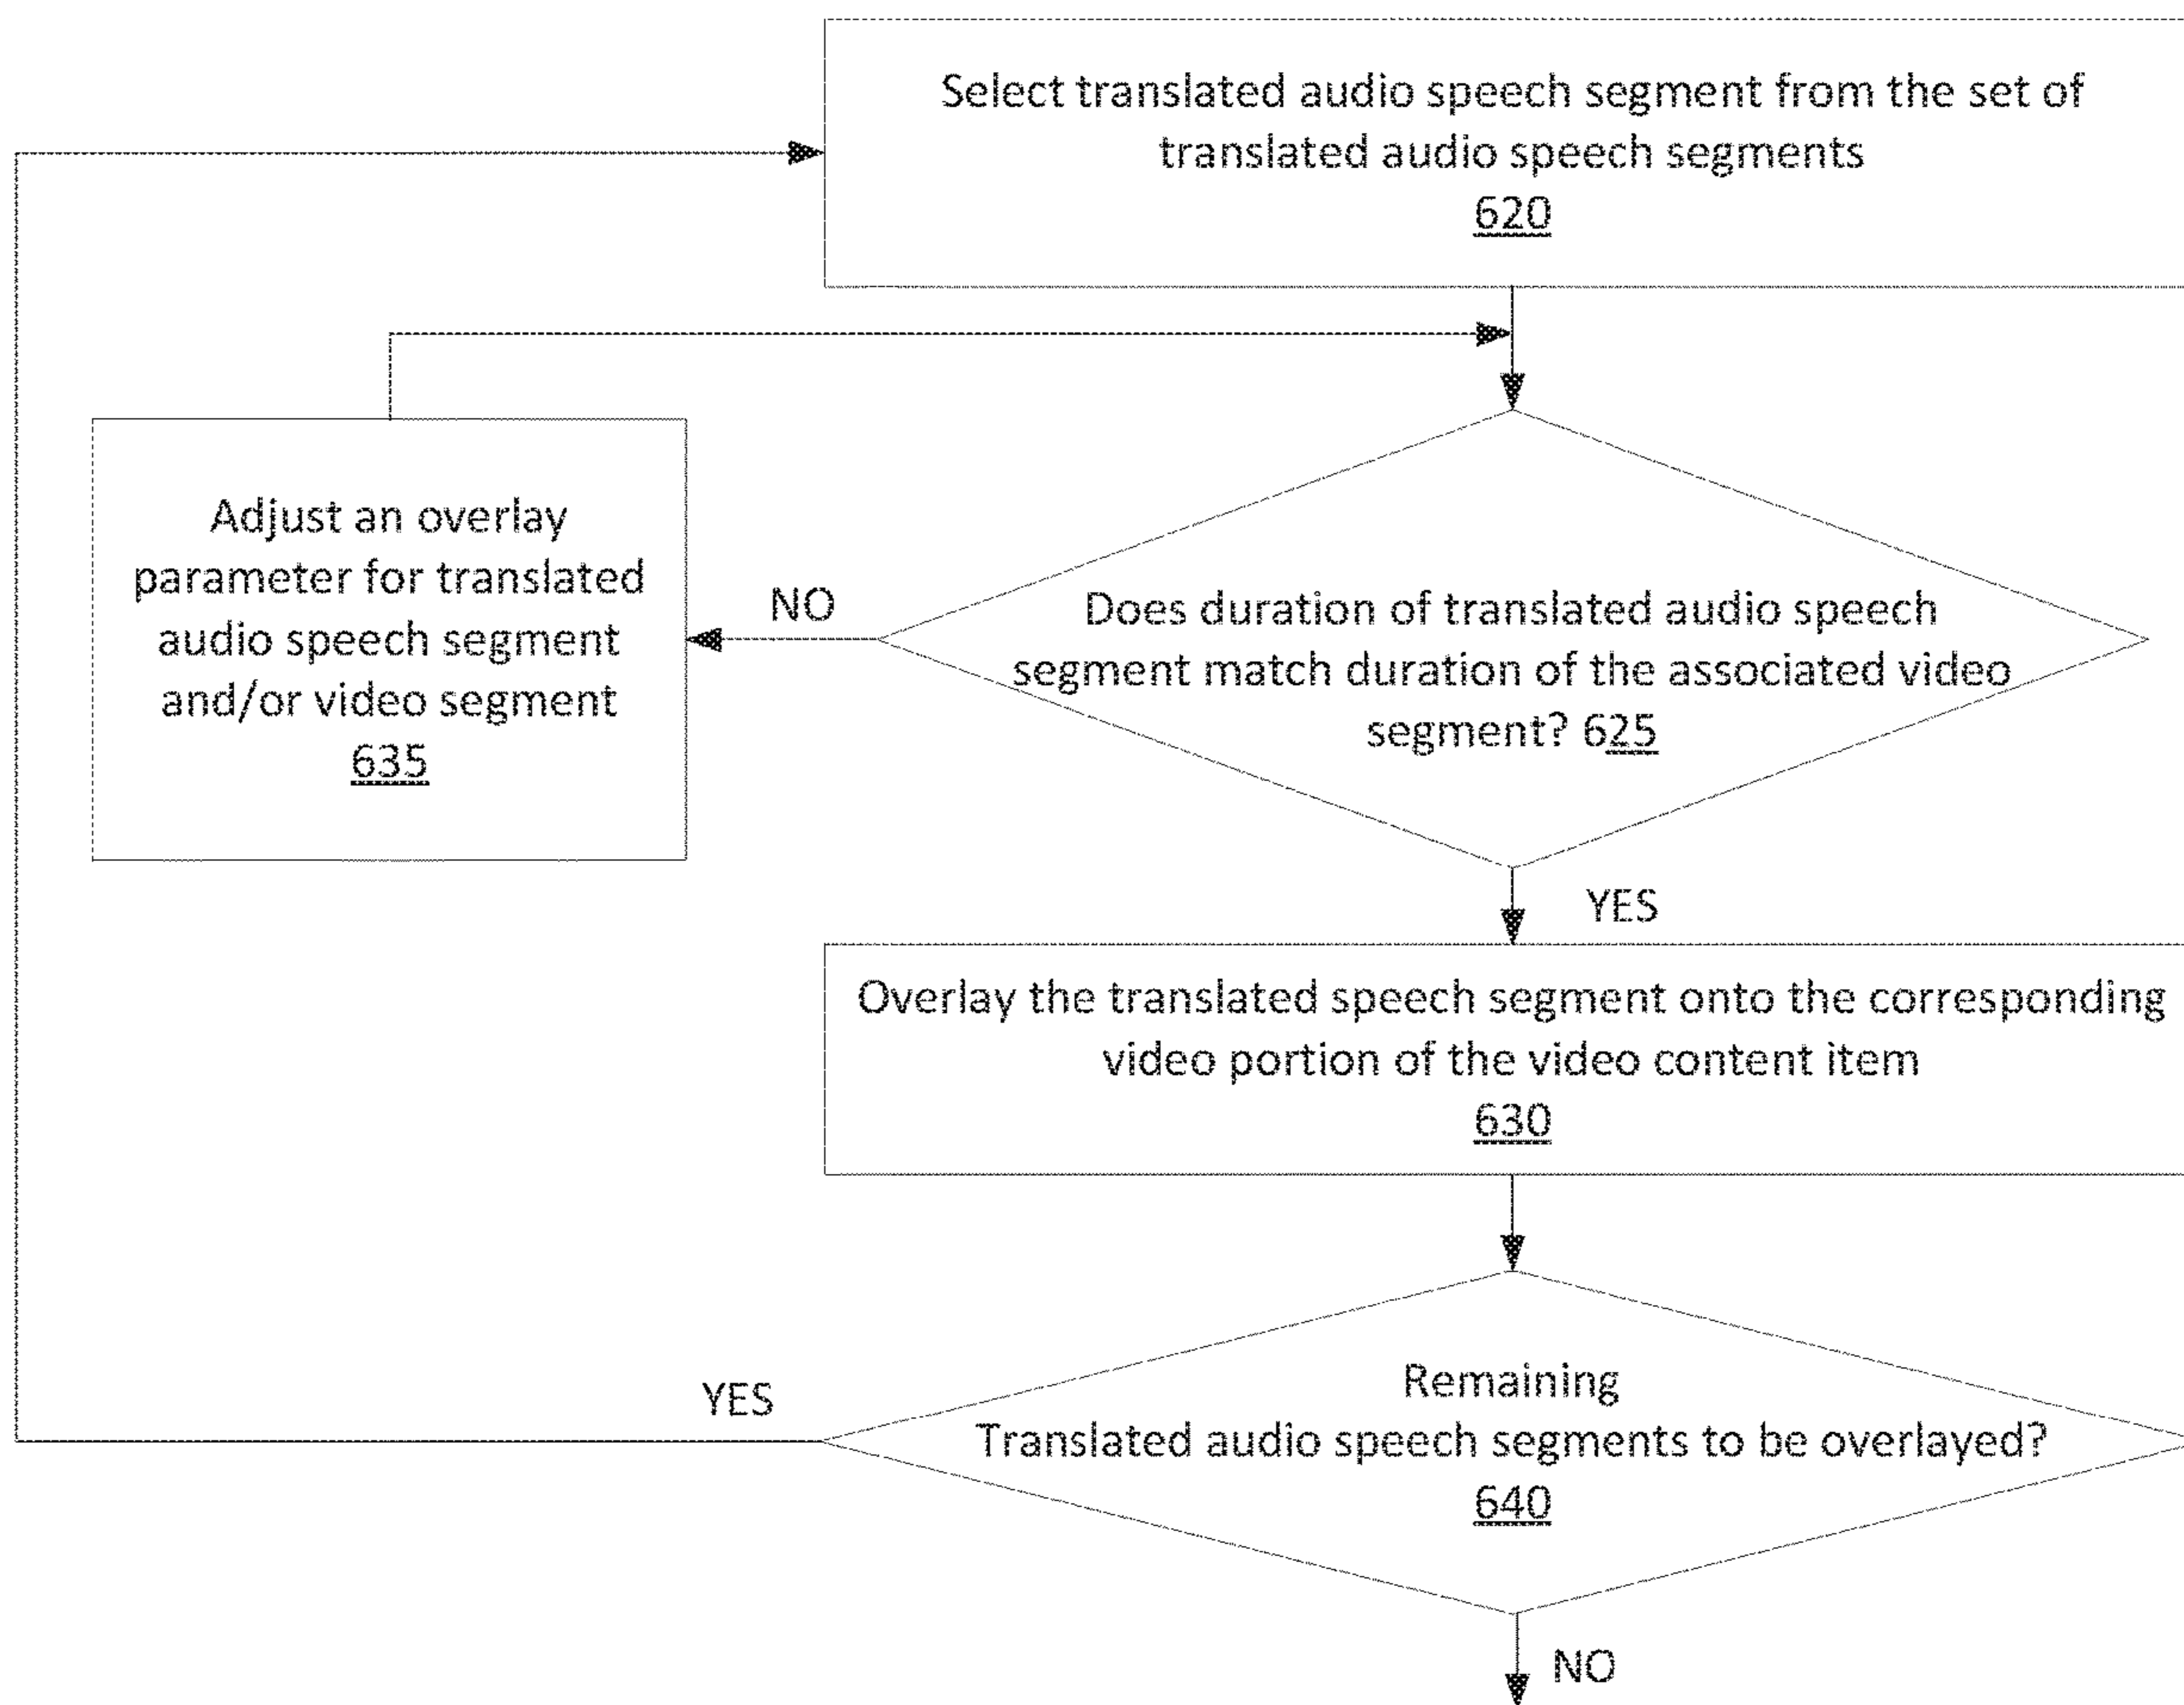 Select translated audio speech segment from the set of
translated audio speech segments
620
Adjust an overlay
parameter for translated
audio speech segment
and/or video segment
635
NO
Does duration of translated audio speech
segment match duration of the associated video
segment? 625
YES
Overlay the translated speech segment onto the corresponding
video portion of the video content item
630
YES
Remaining
Translated audio speech segments to be overlayed?
640
NO